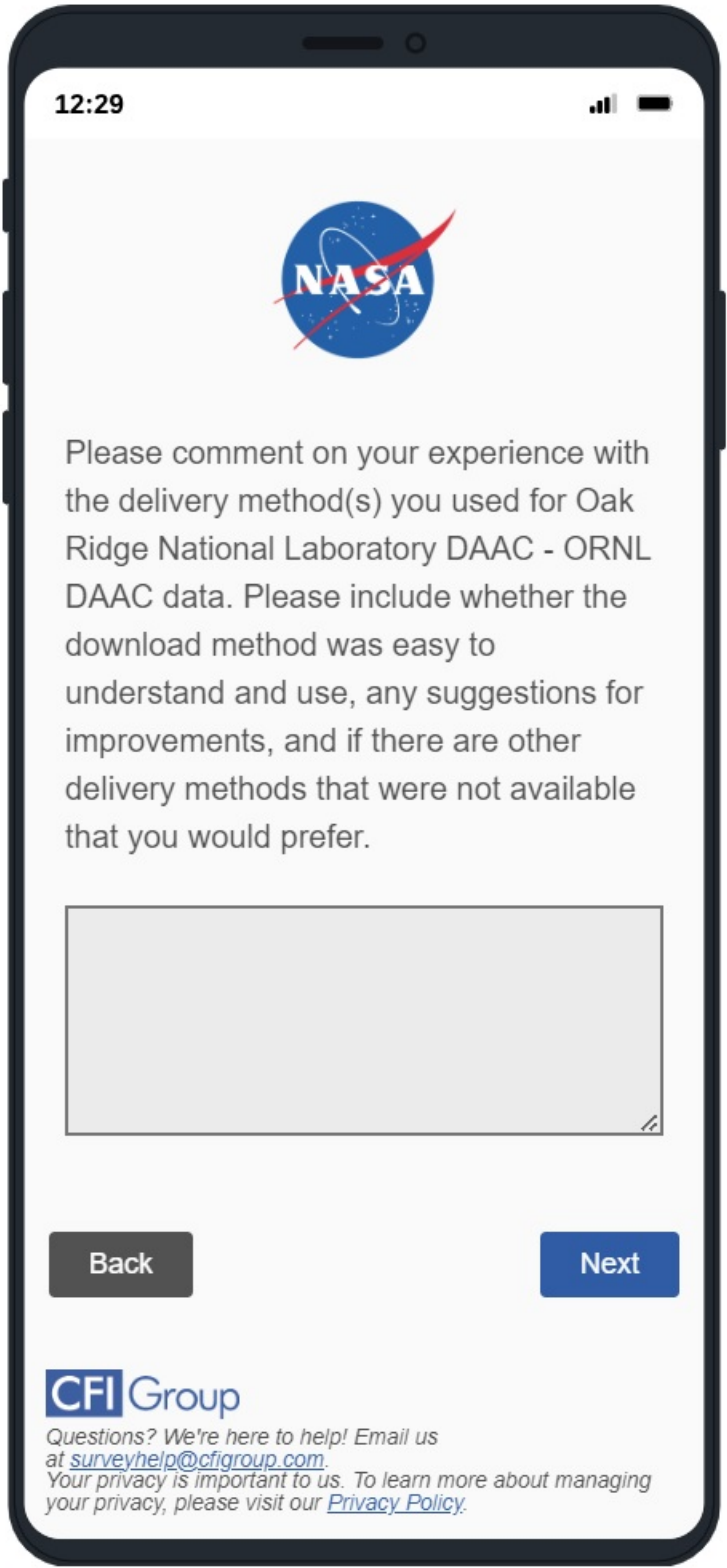 12:29
NASA
Please comment on your experience with
the delivery method(s) you used for Oak
Ridge National Laboratory DAAC - ORNL
DAAC data. Please include whether the
download method was easy to
understand and use, any suggestions for
improvements, and if there are other
delivery methods that were not available
that you would prefer.
Back
Next
CFI Group
Questions? We're here to help! Email us
at surveyhelp@cfigroup.com.
Your privacy is important to us. To learn more about managing
your privacy, please visit our Privacy Policy.